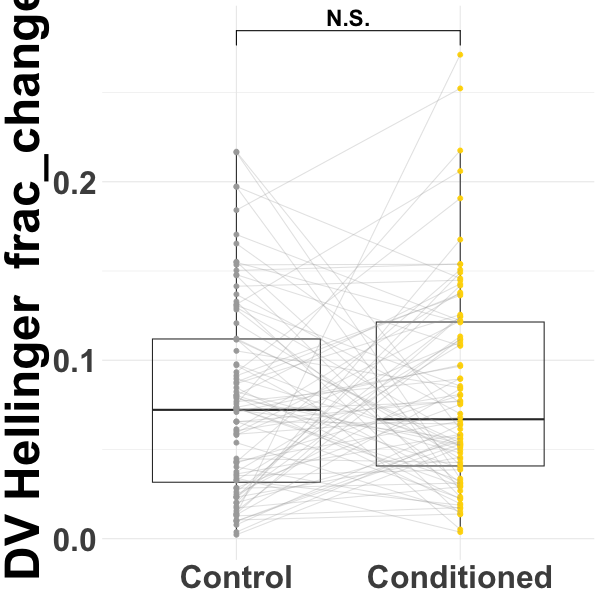 N.S.
DV Hellinger frac_change
0.2
0.1
0.0
Control
Conditioned